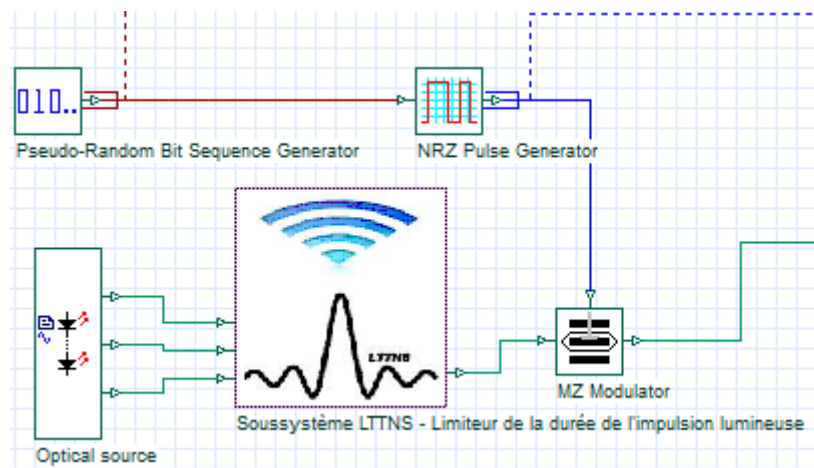 010..
Pseudo-Random Bit Sequence Generator
NRZ Pulse Generator
LTTNS
MZ Modulator
Soussystème LTTNS - Limiteur de la durée de l'impulsion lumineuse
Optical source